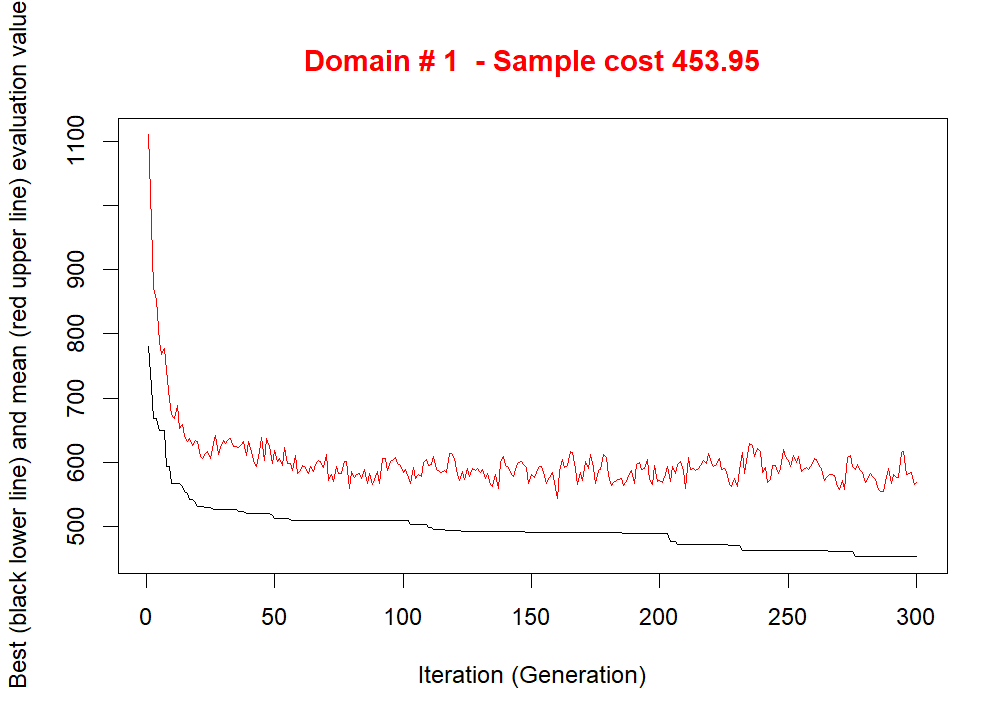 Domain # 1  - Sample cost 453.95
Best (black lower line) and mean (red upper line) evaluation value
1100
900
800
700
600
500
0 50 100 150 200 250 300
Iteration (Generation)